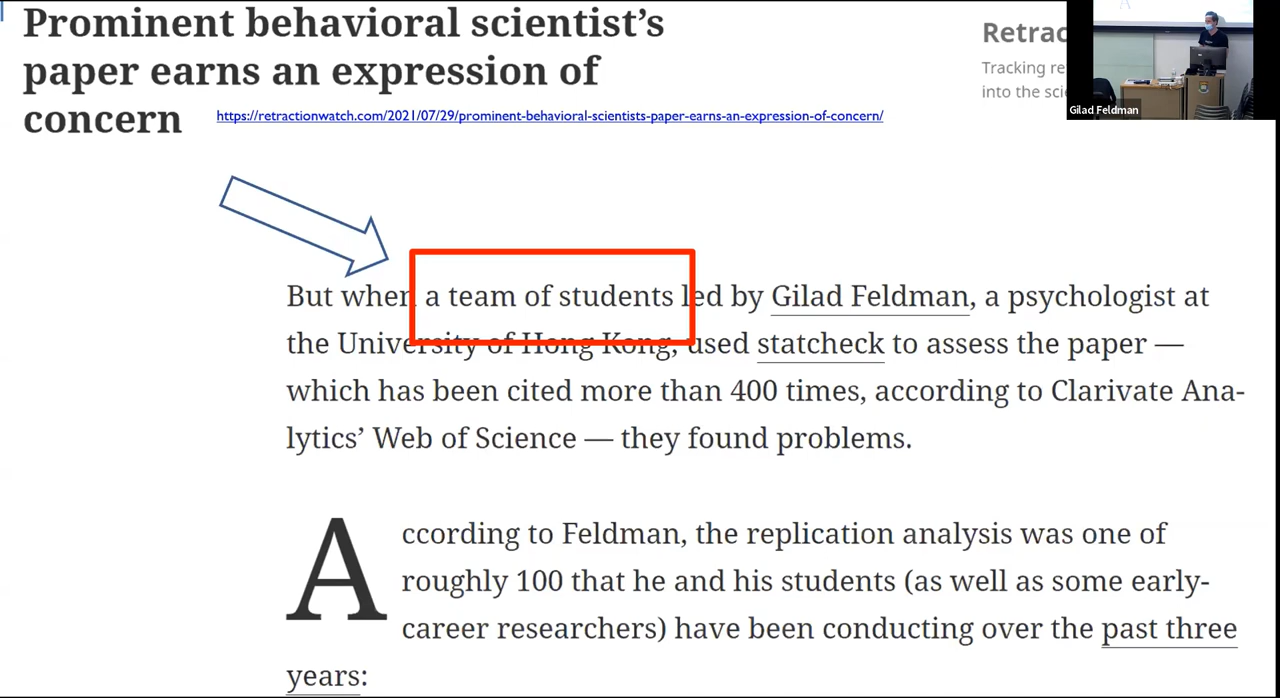 Prominent behavioral scientist's
paper earns an expression of
concern
https://retractionwatch.com/2021/07/29/prominent-behavioral-scientists-paper-earns-an-expression-of-concern/
Retrac
Tracking re
into the scie
Gilad Feldman
But when a team of students led by Gilad Feldman, a psychologist at
the University of Hong Kong, used statcheck to assess the paper —
which has been cited more than 400 times, according to Clarivate Ana-
lytics' Web of Science — they found problems.
According to Feldman, the replication analysis was one of
roughly 100 that he and his students (as well as some early-
career researchers) have been conducting over the past three
years: